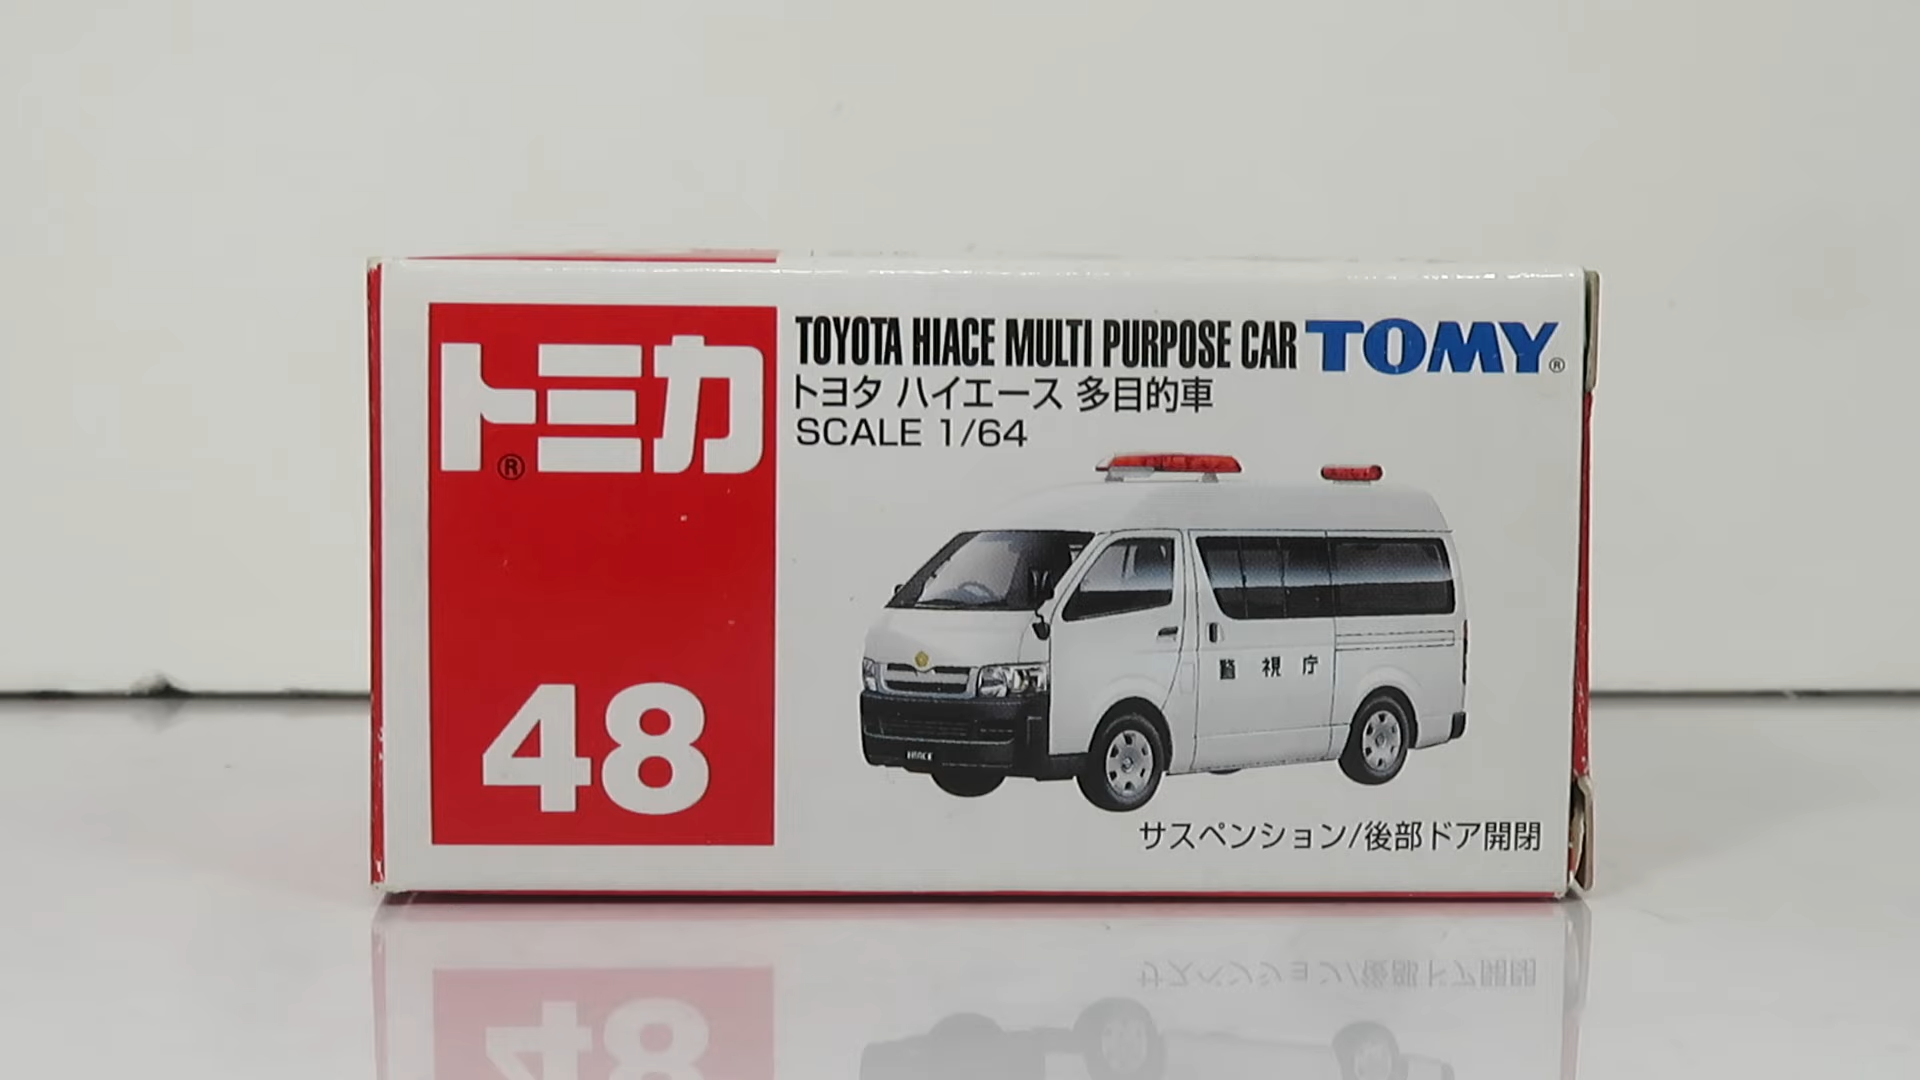 トミカ®
48
TOYOTA HIACE MULTI PURPOSE CAR TOMY®
トヨタ ハイエース 多目的車
SCALE 1/64
警視庁
HIACE
サスペンション/後部ドア開閉